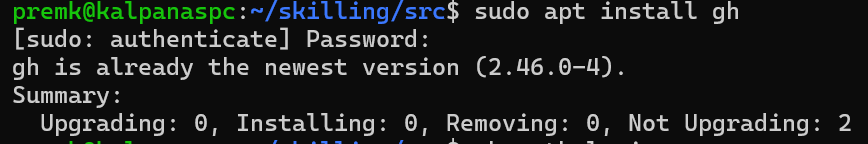 premk@kalpanaspc:~/skilling/src$ sudo apt install gh
[sudo: authenticate] Password:
gh is already the newest version (2.46.0-4).
Summary:
  Upgrading: 0, Installing: 0, Removing: 0, Not Upgrading: 2